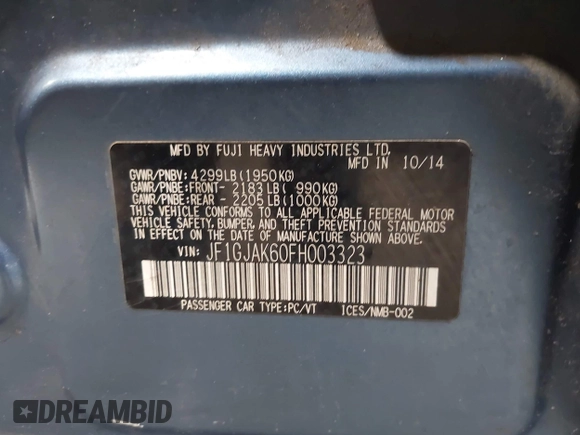 MFD BY FUJI HEAVY INDUSTRIES LTD.
MFD IN 10/14
GVWR/PNBV: 4299LB(1950KG)
GAWR/PNBE:FRONT- 2183LB( 990KG)
GAWR/PNBE:REAR - 2205LB(1000KG)
THIS VEHICLE CONFORMS TO ALL APPLICABLE FEDERAL MOTOR
VEHICLE SAFETY, BUMPER, AND THEFT PREVENTION STANDARDS
IN EFFECT ON THE DATE OF MANUFACTURE SHOWN ABOVE.
VIN: JF1GJAK60FH003323
PASSENGER CAR TYPE:PC/VT ICES/NMB-002
DREAMBID